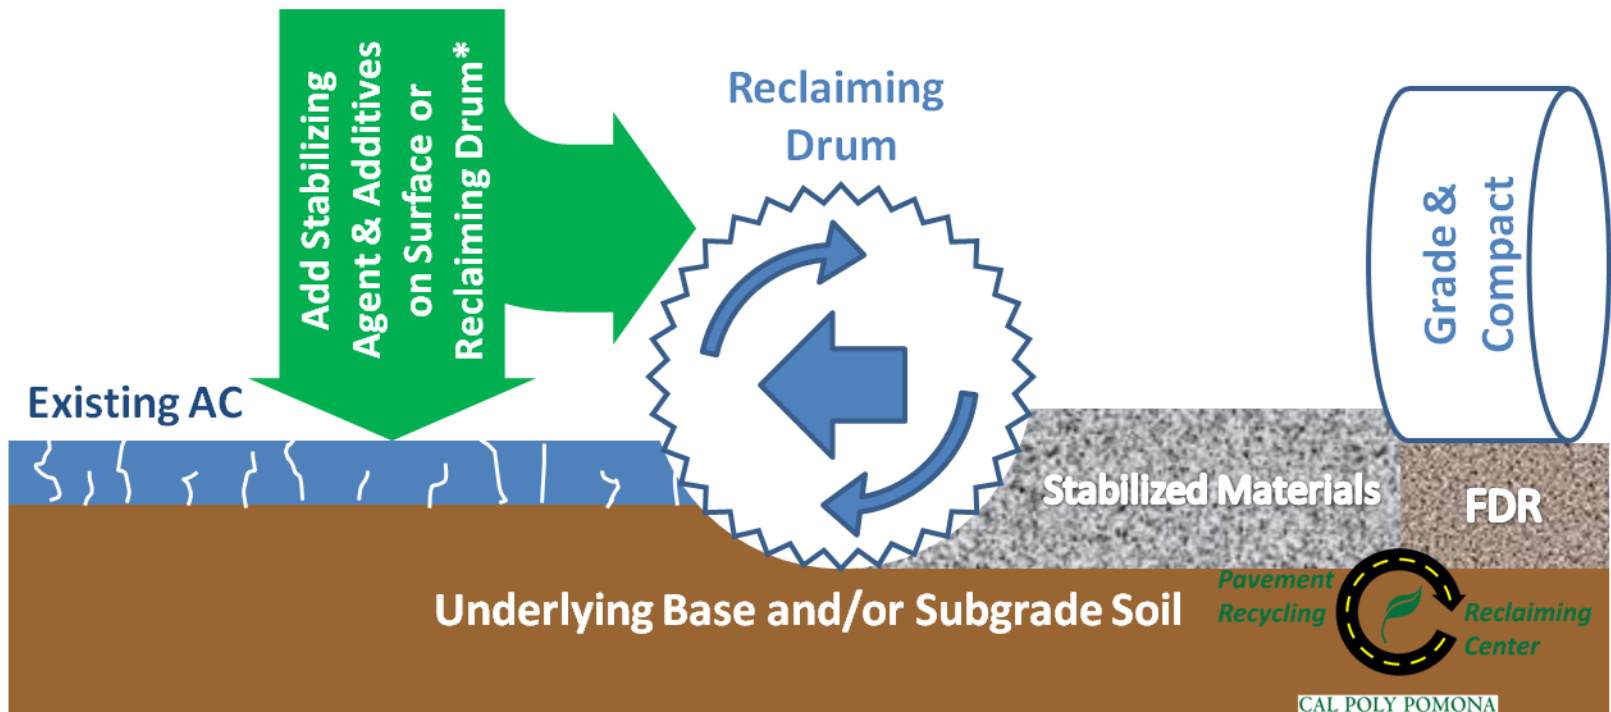 Add Stabilizing
Agent & Additives
on Surface or
Reclaiming Drum*
Reclaiming
Drum
Grade &
Compact
Existing AC
Stabilized Materials
FDR
Underlying Base and/or Subgrade Soil
Pavement
Recycling
Reclaiming
Center
CAL POLY POMONA